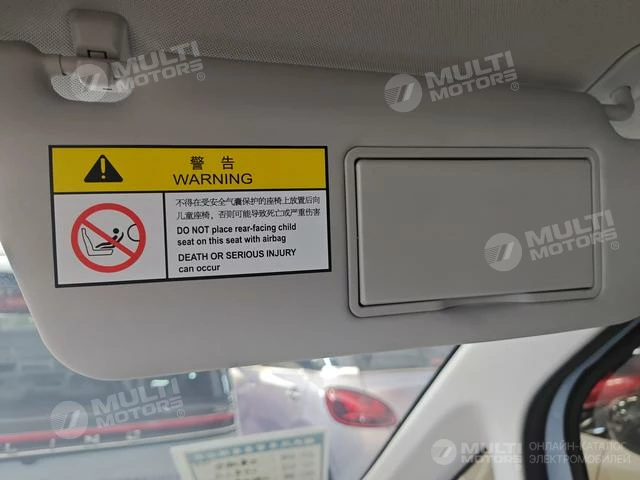 MULTI
MOTORS
MULTI
MOTORS
警 告
WARNING
不得在受安全气囊保护的座椅上放置后向
儿童座椅，否则可能导致死亡或严重伤害
DO NOT place rear-facing child
seat on this seat with airbag
DEATH OR SERIOUS INJURY
can occur
MULTI
MOTORS
MULTI
MOTORS
MULTI
MOTORS
ОНЛАЙН-КАТАЛОГ
ЭЛЕКТРОМОБИЛЕЙ